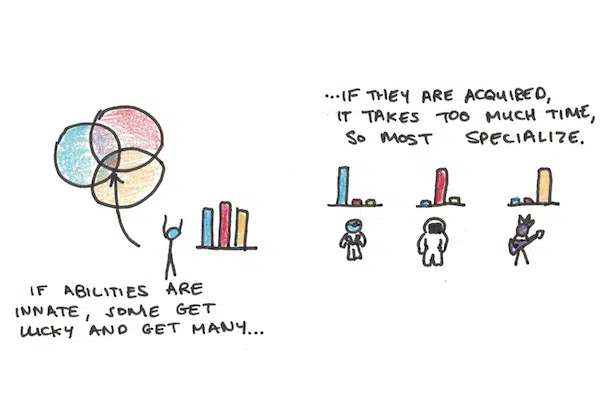 ...IF THEY ARE ACQUIRED,
IT TAKES TOO MUCH TIME,
SO MOST SPECIALIZE.
IF ABILITIES ARE
INNATE, SOME GET
LUCKY AND GET MANY...